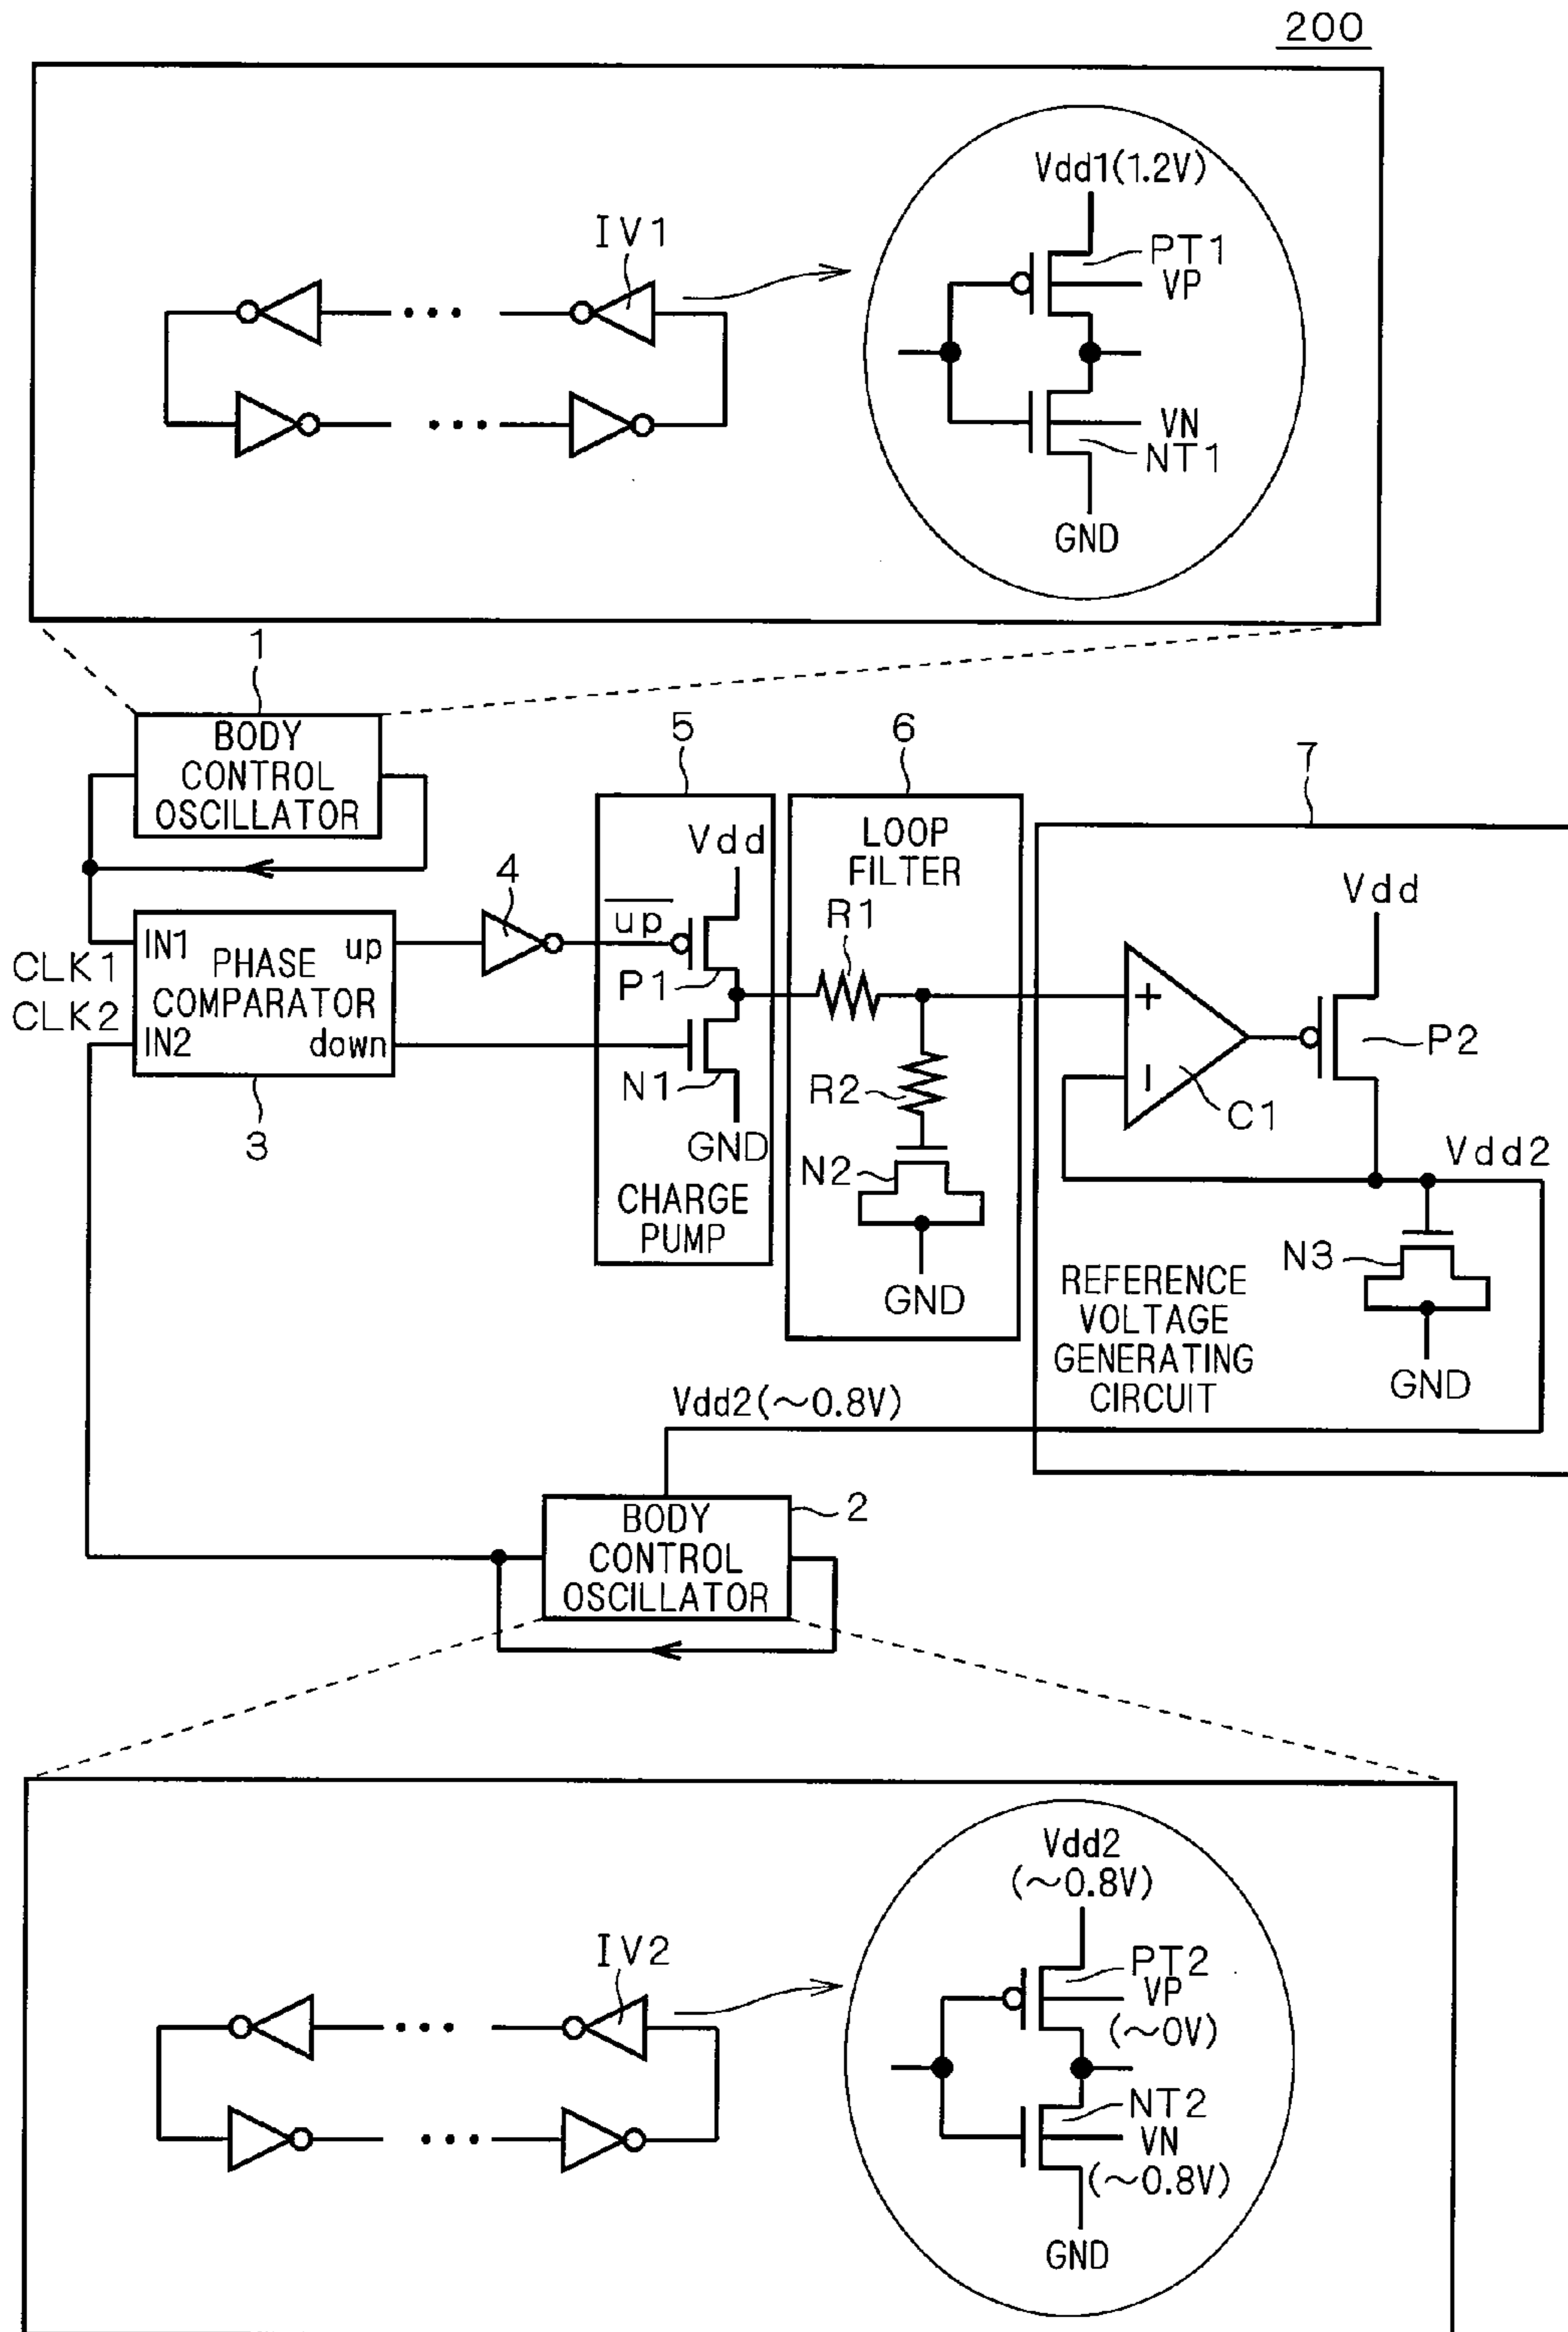 200
Vdd1(1.2V)
IV1
PT1
VP
VN
NT1
GND
1
BODY
CONTROL
OSCILLATOR
5
6
7
Vdd
LOOP
FILTER
Vdd
4
up
R1
CLK1
IN1
PHASE
up
P1
CLK2
COMPARATOR
+
P2
IN2
down
N1
R2
−
C1
3
GND
N2
Vdd2
CHARGE
PUMP
N3
GND
REFERENCE
VOLTAGE
GENERATING
CIRCUIT
GND
Vdd2(~0.8V)
BODY
CONTROL
OSCILLATOR
2
Vdd2
(~0.8V)
IV2
PT2
VP
(~0V)
NT2
VN
(~0.8V)
GND